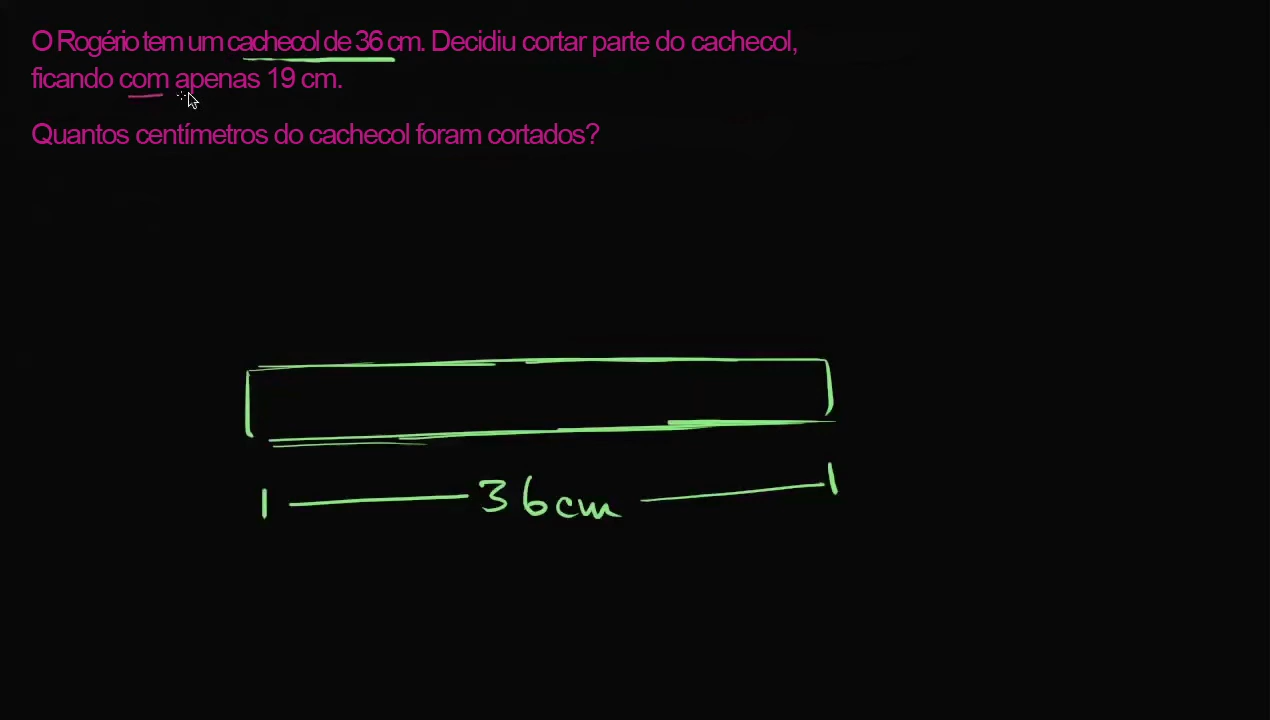 O Rogério tem um cachecol de 36 cm. Decidiu cortar parte do cachecol,
ficando com apenas 19 cm.
Quantos centímetros do cachecol foram cortados?
36cm